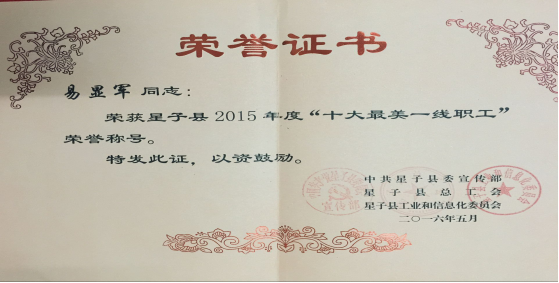 荣誉证书
易显军 同志：
荣获星子县2015年度“十大最美一线职工”
荣誉称号。
特发此证，以资鼓励。
中共星子县委宣传部
星子县总工会
星子县工业和信息化委员会
二〇一六年五月
宣传部